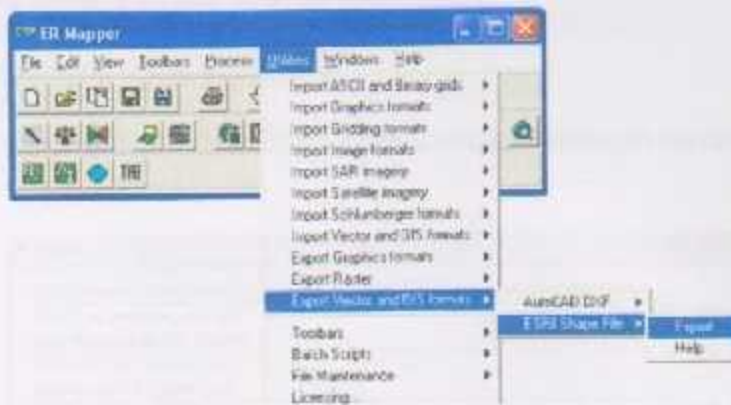 ER Mapper
File Edit View Toolbars Process Utilities Windows Help
Import ASCII and Binary grids
Import Graphics formats
Import Gridding formats
Import Image formats
Import SAR imagery
Import Satellite imagery
Import Schlumberger formats
Import Vector and GIS formats
Export Graphics formats
Export Raster
Export Vector and GIS formats
AutoCAD DXF
ESRI Shape File
Export
Help
Toolbars
Batch Scripts
File Maintenance
Licensing...